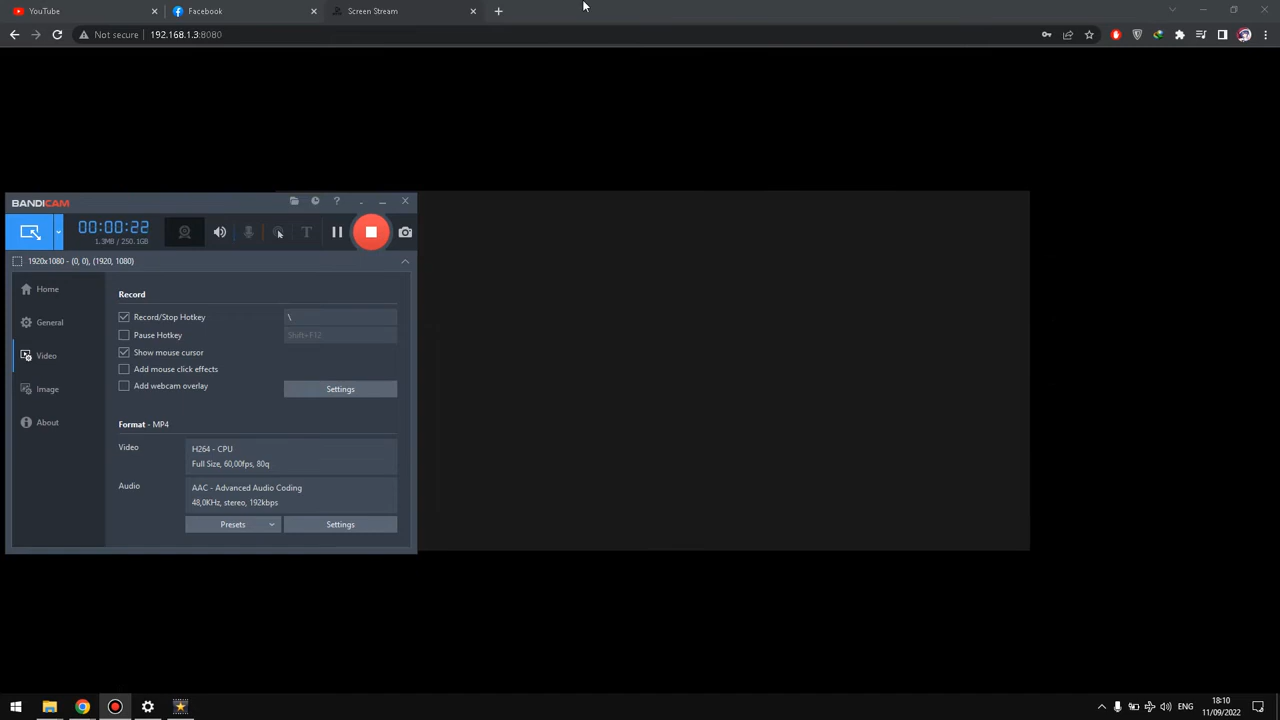 YouTube
Facebook
Screen Stream
Not secure 192.168.1.3:8080
BANDICAM
00:00:22
1.3MB / 250.1GB
1920x1080 - (0, 0), (1920, 1080)
Home
General
Video
Image
About
Record
Record/Stop Hotkey \
Pause Hotkey Shift+F12
Show mouse cursor
Add mouse click effects
Add webcam overlay
Settings
Format - MP4
Video
H264 - CPU
Full Size, 60,00fps, 80q
Audio
AAC - Advanced Audio Coding
48,0KHz, stereo, 192kbps
Presets
Settings
ENG
18:10
11/09/2022